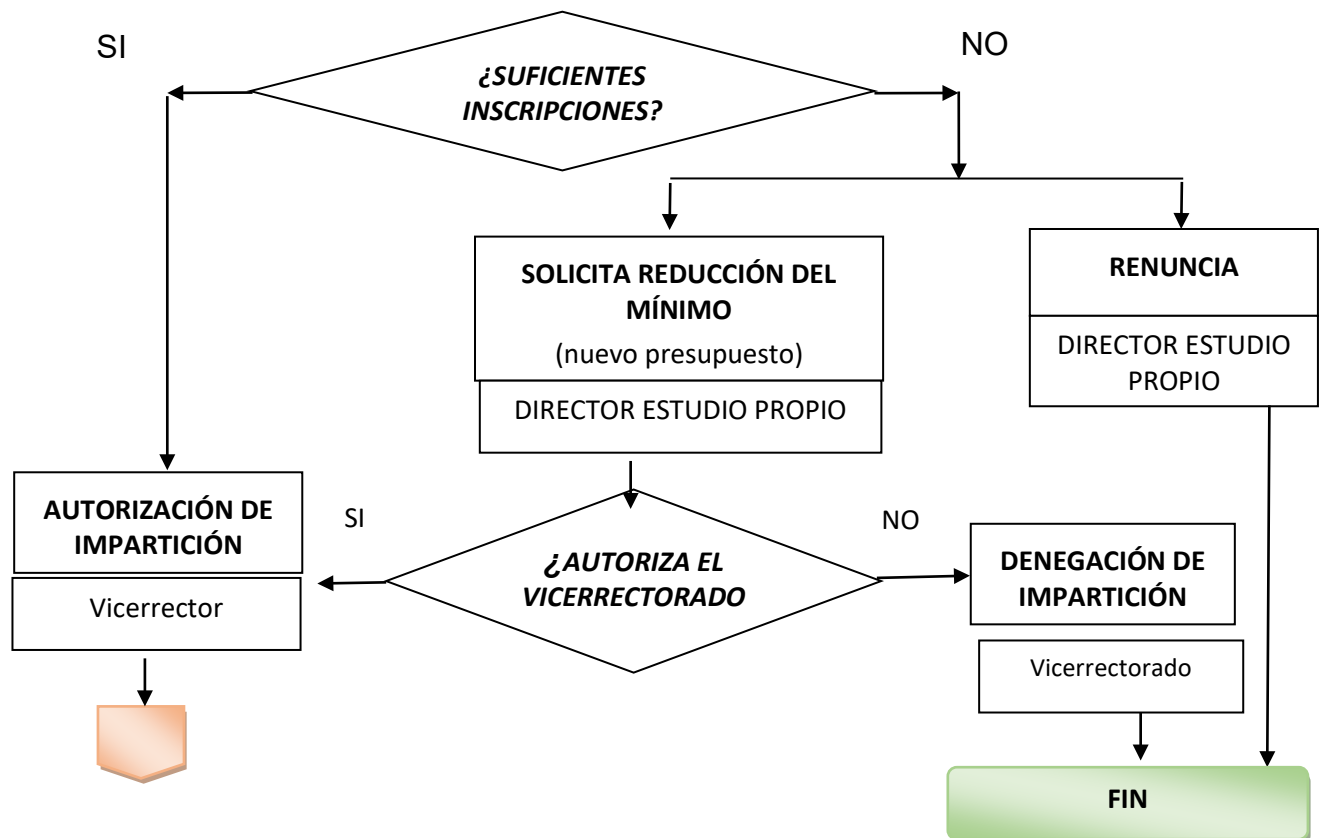 SI
NO
¿SUFICIENTES
INSCRIPCIONES?
SOLICITA REDUCCIÓN DEL
MÍNIMO
(nuevo presupuesto)
DIRECTOR ESTUDIO PROPIO
RENUNCIA
DIRECTOR ESTUDIO
PROPIO
AUTORIZACIÓN DE
IMPARTICIÓN
Vicerrector
SI
¿AUTORIZA EL
VICERRECTORADO
NO
DENEGACIÓN DE
IMPARTICIÓN
Vicerrectorado
FIN